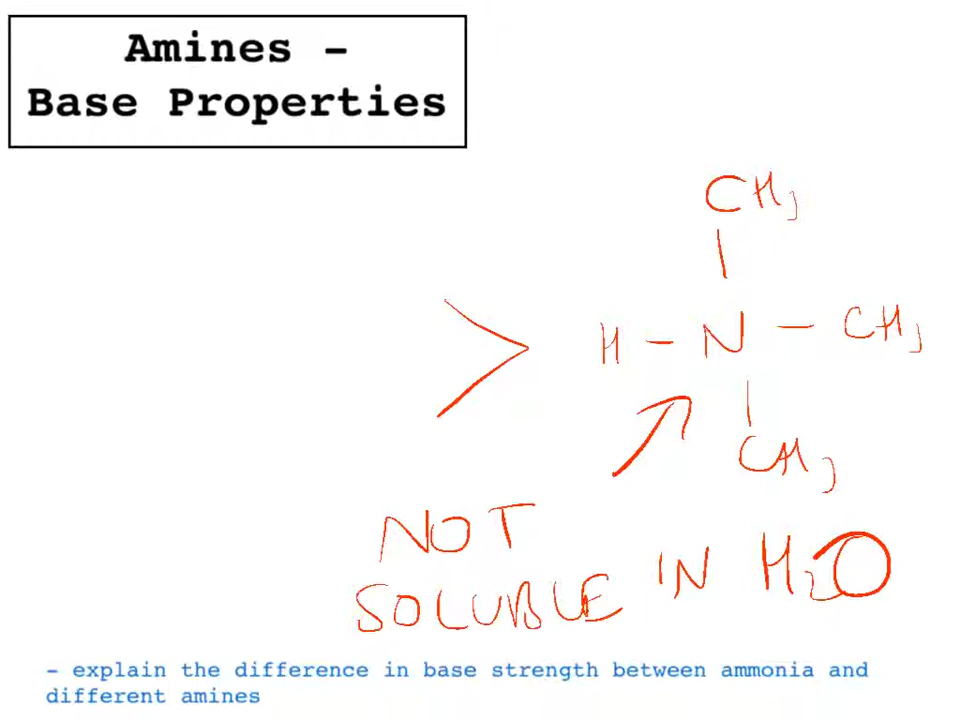 Amines –
Base Properties
CH3
> H – N – CH3
CH3
NOT
SOLUBLE IN H2O
– explain the difference in base strength between ammonia and
different amines